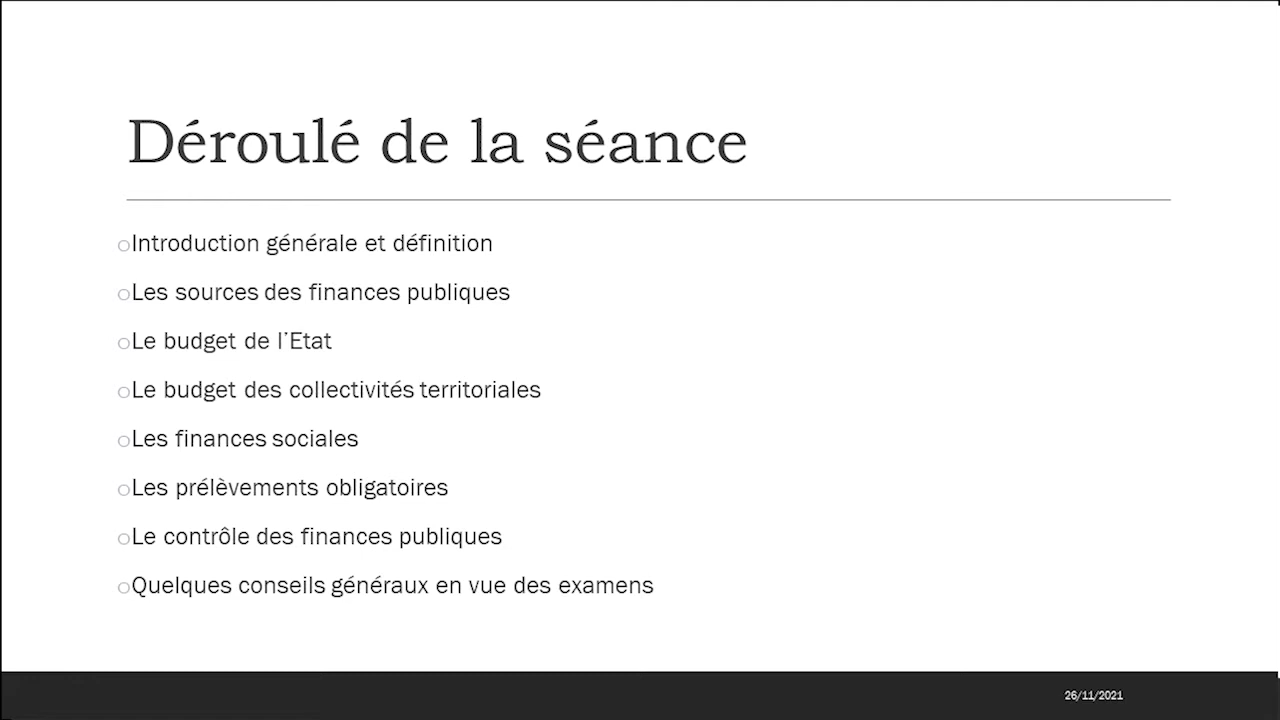 Déroulé de la séance
Introduction générale et définition
Les sources des finances publiques
Le budget de l’Etat
Le budget des collectivités territoriales
Les finances sociales
Les prélèvements obligatoires
Le contrôle des finances publiques
Quelques conseils généraux en vue des examens
26/11/2021